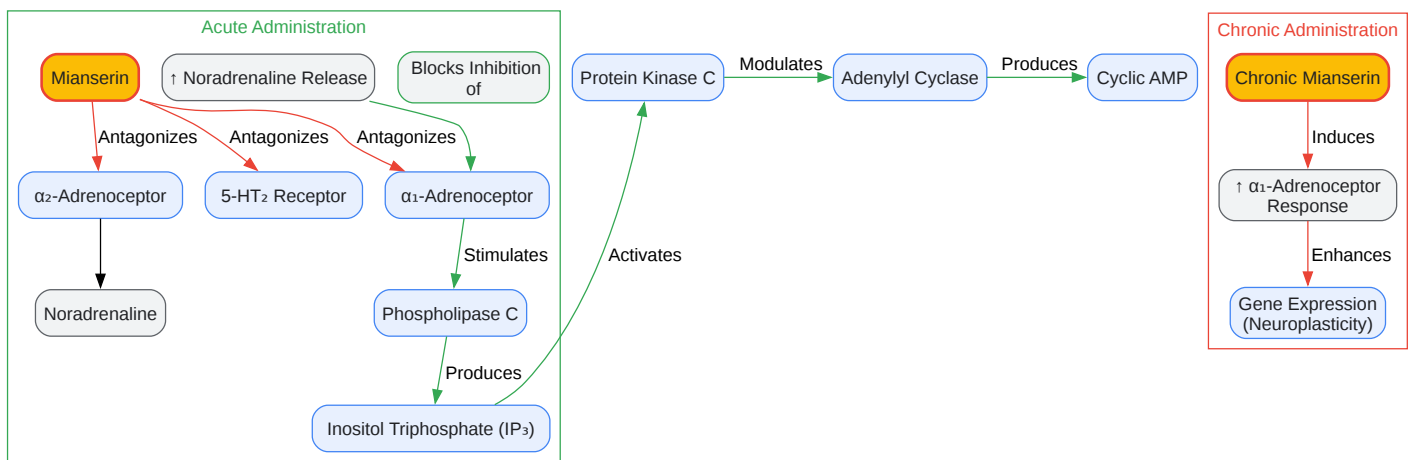 Acute Administration
Chronic Administration
Mianserin
↑ Noradrenaline Release
Blocks Inhibition
of
Protein Kinase C
Modulates
Adenylyl Cyclase
Produces
Cyclic AMP
Chronic Mianserin
Antagonizes
Antagonizes
Antagonizes
Induces
α₂-Adrenoceptor
5-HT₂ Receptor
α₁-Adrenoceptor
↑ α₁-Adrenoceptor
Response
Stimulates
Activates
Enhances
Noradrenaline
Phospholipase C
Gene Expression
(Neuroplasticity)
Produces
Inositol Triphosphate (IP₃)